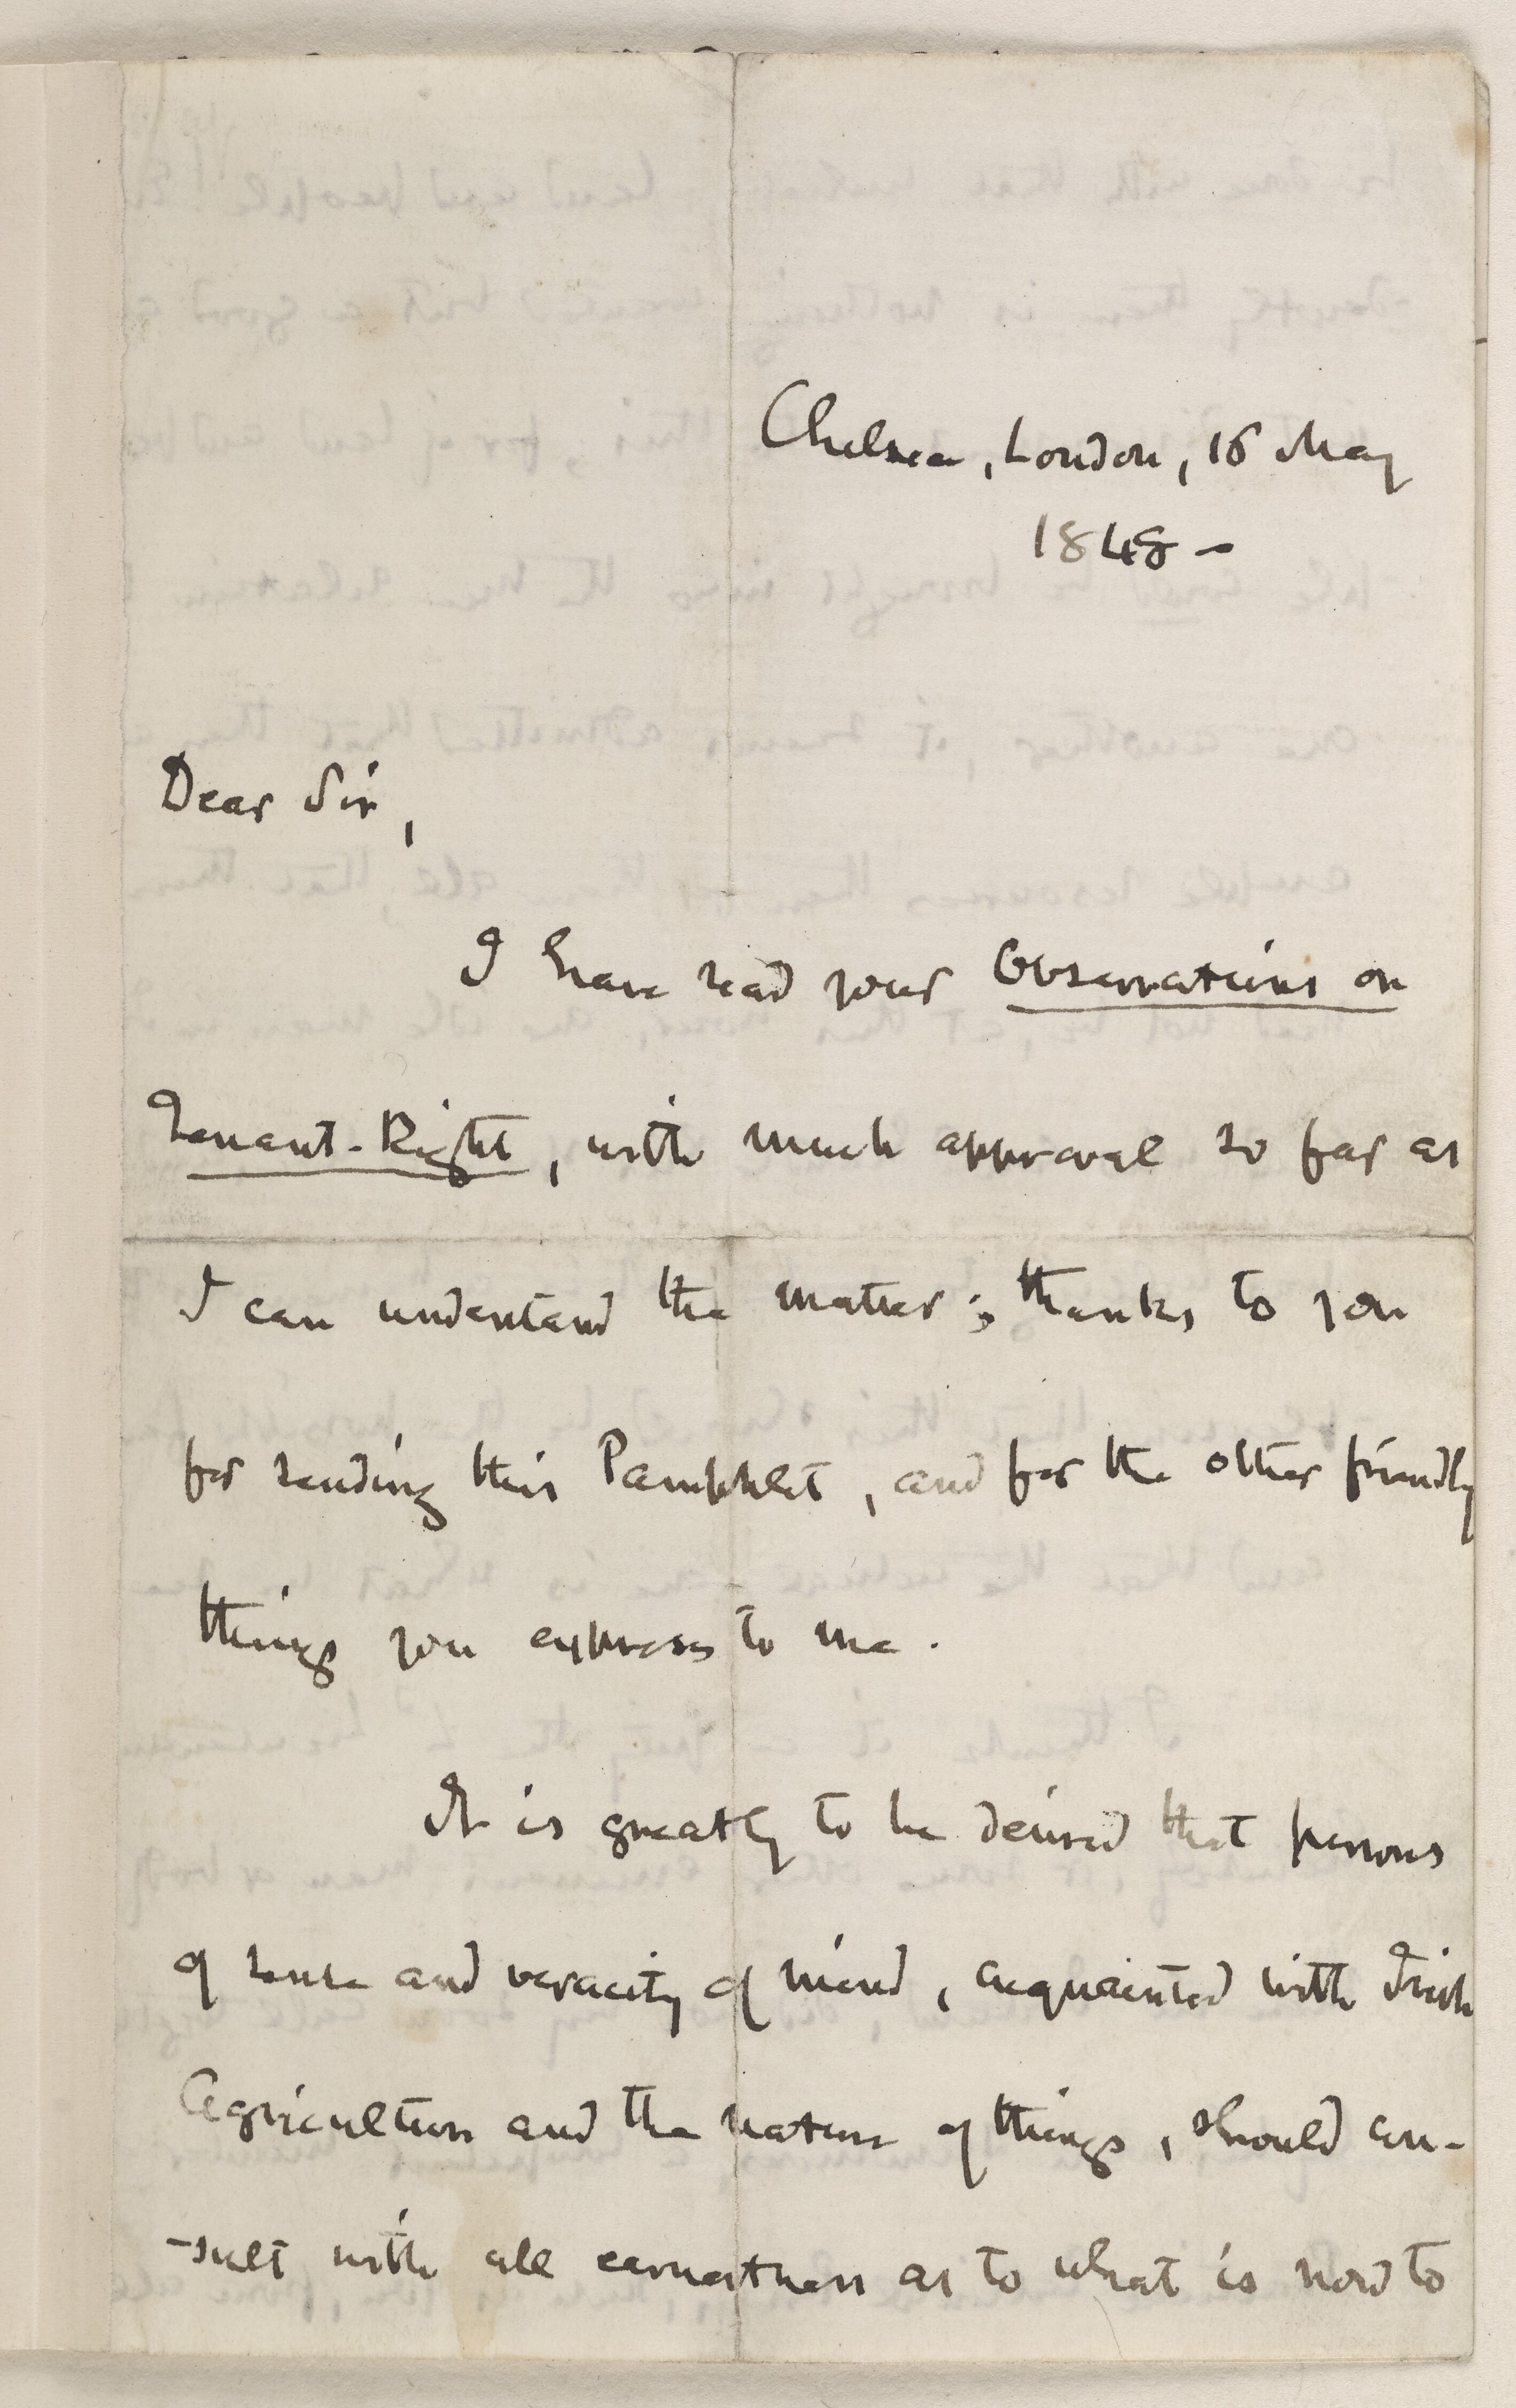 Chelsea, London, 16 May
1848 –
Dear Sir,
I have read your Observations on
Tenant-Right, with much approval so far as
I can understand the matter; thanks to you
for sending this Pamphlet, and for the other friendly
things you express to me.
It is greatly to be desired that persons
of sense and veracity of mind, acquainted with Irish
Agriculture and the nature of things, should con-
-sult with all earnestness as to what is now to